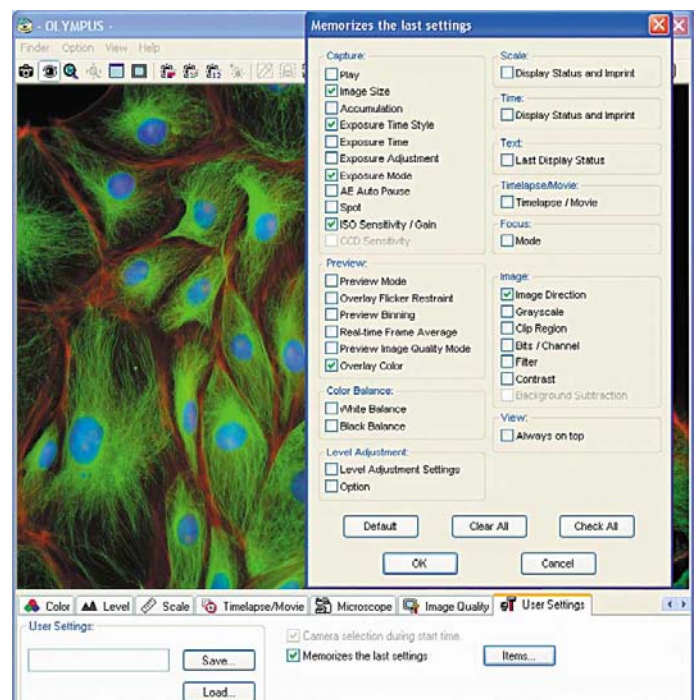 - OLYMPUS -
Finder Option View Help
Memorizes the last settings
Capture:
Play
Image Size
Accumulation
Exposure Time Style
Exposure Time
Exposure Adjustment
Exposure Mode
AE Auto Pause
Spot
ISO Sensitivity / Gain
CCD Sensitivity
Preview:
Preview Mode
Overlay Flicker Restraint
Preview Binning
Real-time Frame Average
Preview Image Quality Mode
Overlay Color
Color Balance:
White Balance
Black Balance
Level Adjustment:
Level Adjustment Settings
Option
Scale:
Display Status and Imprint
Time:
Display Status and Imprint
Text:
Last Display Status
Timelapse/Movie:
Timelapse / Movie
Focus:
Mode
Image:
Image Direction
Grayscale
Clip Region
Bits / Channel
Filter
Contrast
Background Subtraction
View:
Always on top
Default Clear All Check All
OK Cancel
Color Level Scale Timelapse/Movie Microscope Image Quality User Settings
User Settings:
Save...
Load...
Camera selection during start time.
Memorizes the last settings Items...